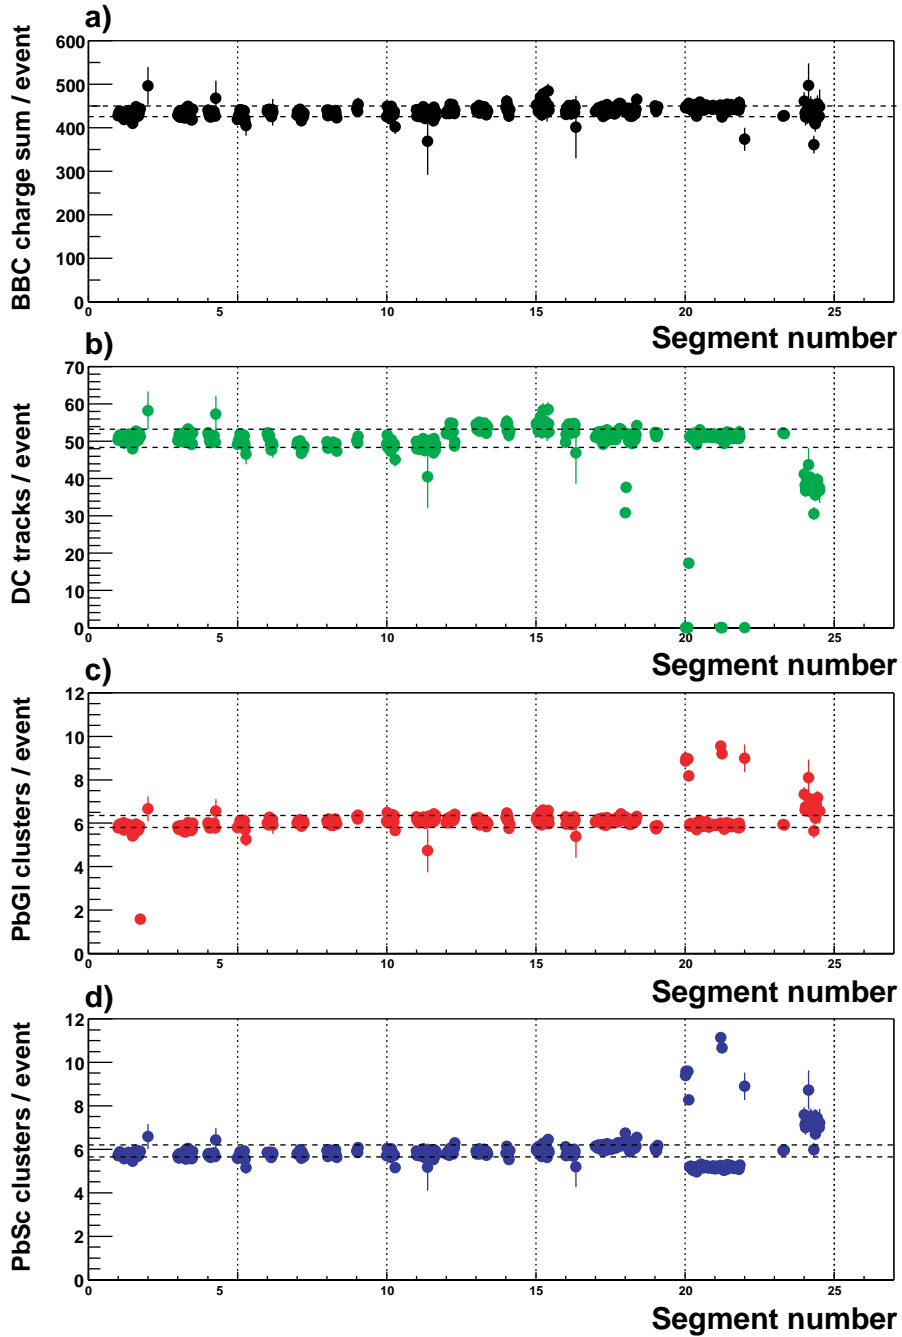 a)
BBC charge sum / event
600
500
400
300
200
100
0
0 5 10 15 20 25
Segment number
b)
DC tracks / event
70
60
50
40
30
20
10
0
0 5 10 15 20 25
Segment number
c)
PbGl clusters / event
12
10
8
6
4
2
0
0 5 10 15 20 25
Segment number
d)
PbSc clusters / event
12
10
8
6
4
2
0
0 5 10 15 20 25
Segment number